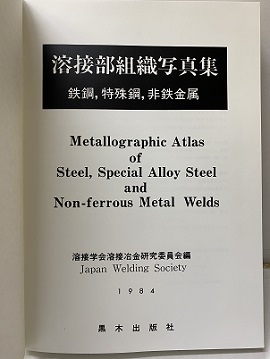 溶接部組織写真集
鉄鋼，特殊鋼，非鉄金属
Metallographic Atlas
of
Steel, Special Alloy Steel
and
Non-ferrous Metal Welds
溶接学会溶接冶金研究委員会編
Japan Welding Society
1984
黒木出版社